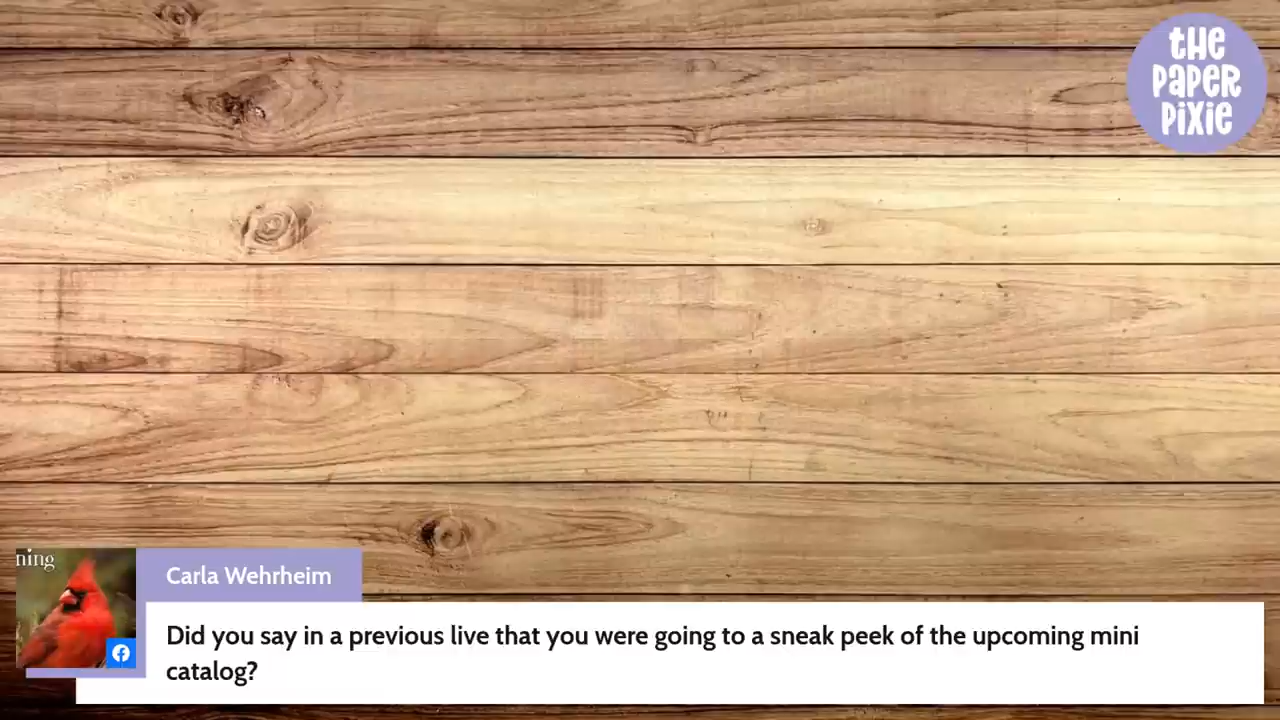 tHe
PaPeR
PiXie
ning
Carla Wehrheim
Did you say in a previous live that you were going to a sneak peek of the upcoming mini
catalog?